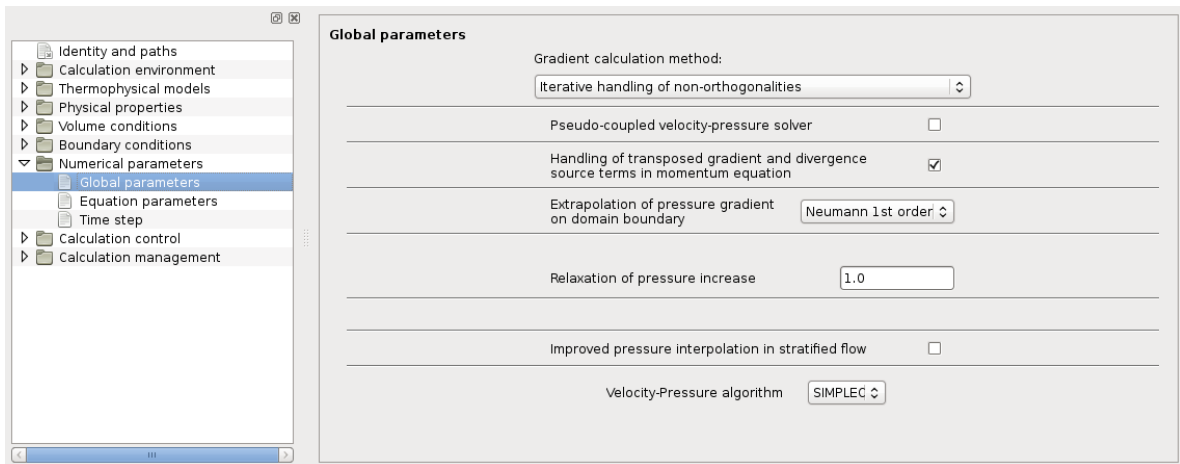 Identity and paths
Calculation environment
Thermophysical models
Physical properties
Volume conditions
Boundary conditions
Numerical parameters
Global parameters
Equation parameters
Time step
Calculation control
Calculation management
Global parameters
Gradient calculation method:
Iterative handling of non-orthogonalities
Pseudo-coupled velocity-pressure solver
Handling of transposed gradient and divergence
source terms in momentum equation
Extrapolation of pressure gradient
on domain boundary
Neumann 1st order
Relaxation of pressure increase
1.0
Improved pressure interpolation in stratified flow
Velocity-Pressure algorithm
SIMPLEC